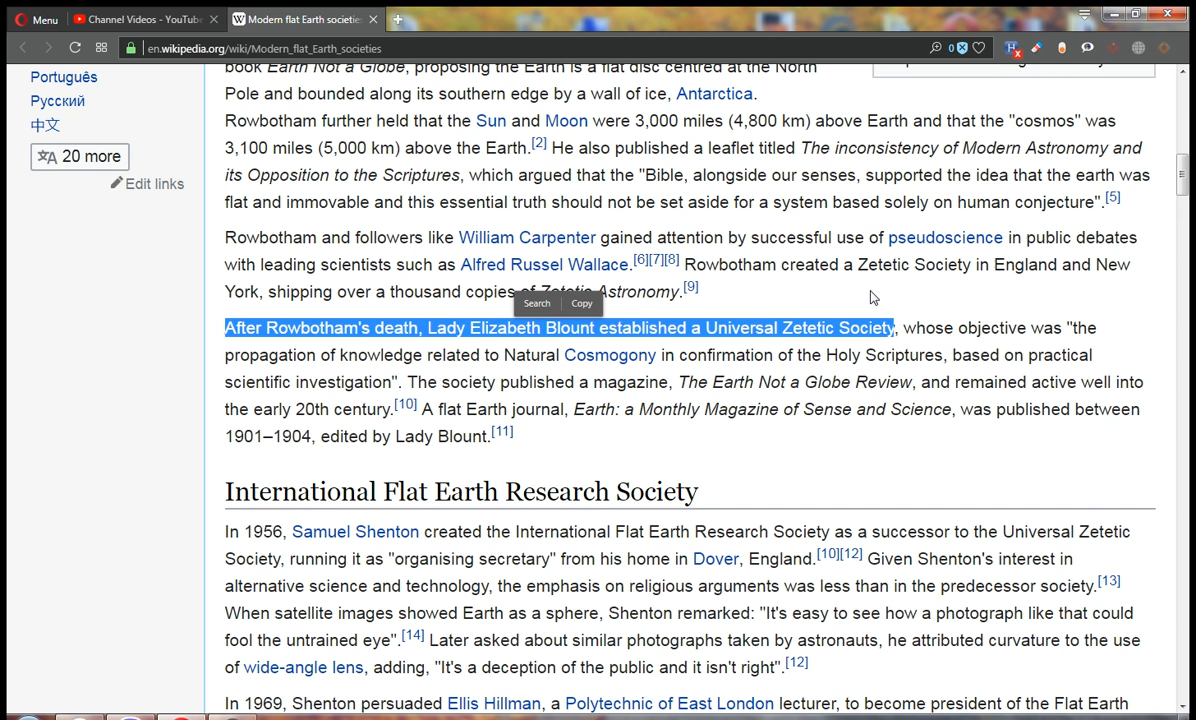 Menu
Channel Videos - YouTube
Modern flat Earth societies
en.wikipedia.org/wiki/Modern_flat_Earth_societies
0
Português
Русский
中文
20 more
Edit links
book Earth Not a Globe, proposing the Earth is a flat disc centred at the North
Pole and bounded along its southern edge by a wall of ice, Antarctica.
Rowbotham further held that the Sun and Moon were 3,000 miles (4,800 km) above Earth and that the "cosmos" was
3,100 miles (5,000 km) above the Earth.[2] He also published a leaflet titled The inconsistency of Modern Astronomy and
its Opposition to the Scriptures, which argued that the "Bible, alongside our senses, supported the idea that the earth was
flat and immovable and this essential truth should not be set aside for a system based solely on human conjecture".[5]
Rowbotham and followers like William Carpenter gained attention by successful use of pseudoscience in public debates
with leading scientists such as Alfred Russel Wallace.[6][7][8] Rowbotham created a Zetetic Society in England and New
York, shipping over a thousand copies of Zetetic Astronomy.[9]
Search Copy
After Rowbotham's death, Lady Elizabeth Blount established a Universal Zetetic Society, whose objective was "the
propagation of knowledge related to Natural Cosmogony in confirmation of the Holy Scriptures, based on practical
scientific investigation". The society published a magazine, The Earth Not a Globe Review, and remained active well into
the early 20th century.[10] A flat Earth journal, Earth: a Monthly Magazine of Sense and Science, was published between
1901–1904, edited by Lady Blount.[11]
International Flat Earth Research Society
In 1956, Samuel Shenton created the International Flat Earth Research Society as a successor to the Universal Zetetic
Society, running it as "organising secretary" from his home in Dover, England.[10][12] Given Shenton's interest in
alternative science and technology, the emphasis on religious arguments was less than in the predecessor society.[13]
When satellite images showed Earth as a sphere, Shenton remarked: "It's easy to see how a photograph like that could
fool the untrained eye".[14] Later asked about similar photographs taken by astronauts, he attributed curvature to the use
of wide-angle lens, adding, "It's a deception of the public and it isn't right".[12]
In 1969, Shenton persuaded Ellis Hillman, a Polytechnic of East London lecturer, to become president of the Flat Earth